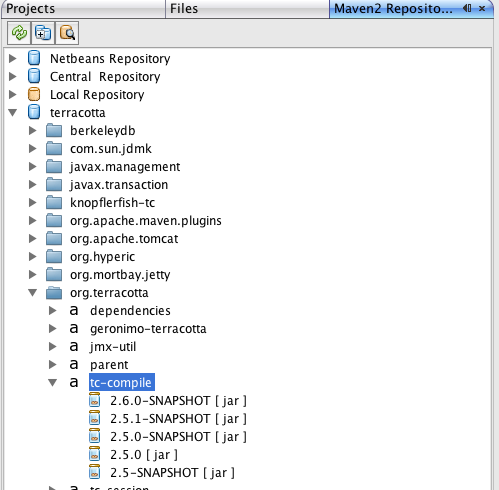 Projects Files Maven2 Reposito...
Netbeans Repository
Central Repository
Local Repository
terracotta
berkeleydb
com.sun.jdmk
javax.management
javax.transaction
knopflerfish-tc
org.apache.maven.plugins
org.apache.tomcat
org.hyperic
org.mortbay.jetty
org.terracotta
a dependencies
a geronimo-terracotta
a jmx-util
a parent
a tc-compile
2.6.0-SNAPSHOT [ jar ]
2.5.1-SNAPSHOT [ jar ]
2.5.0-SNAPSHOT [ jar ]
2.5.0 [ jar ]
2.5-SNAPSHOT [ jar ]
a tc-session